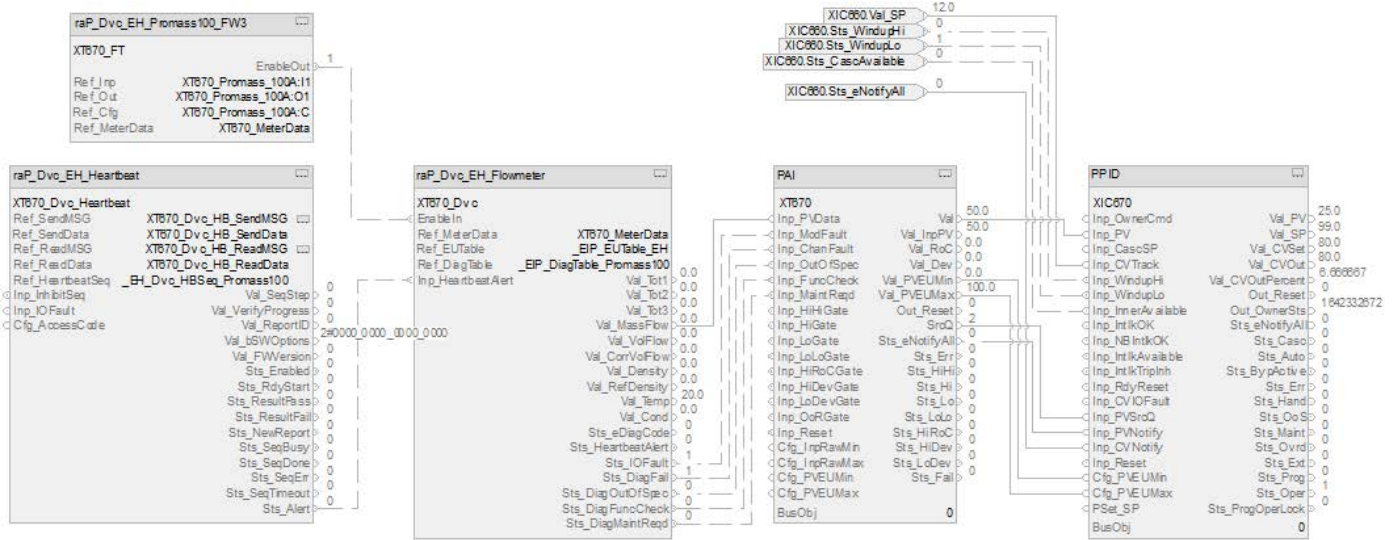 raP_Dvc_EH_Promass100_FW3
XT670_FT
EnableOut
1
Ref_Inp XT670_Promass_100A:I1
Ref_Out XT670_Promass_100A:O1
Ref_Cfg XT670_Promass_100A:C
Ref_MeterData XT670_MeterData
XIC660.Val_SP 12.0
XIC660.Sts_WindupHi 0
XIC660.Sts_WindupLo 1
XIC660.Sts_CascAvailable 0
XIC660.Sts_eNotifyAll 0
raP_Dvc_EH_Heartbeat
XT670_Dvc_Heartbeat
Ref_SendMSG XT670_Dvc_HB_SendMSG
Ref_SendData XT670_Dvc_HB_SendData
Ref_ReadMSG XT670_Dvc_HB_ReadMSG
Ref_ReadData XT670_Dvc_HB_ReadData
Ref_HeartbeatSeq _EH_Dvc_HBSeq_Promass100
Inp_InhibitSeq Val_SeqStep 0
Inp_IOFault Val_VerifyProgress 0
Cfg_AccessCode Val_ReportID 0
Val_bSWOptions 2#0000_0000_0000_0000
Val_FWVersion 0
Sts_Enabled 0
Sts_RdyStart 0
Sts_ResultPass 0
Sts_ResultFail 0
Sts_NewReport 0
Sts_SeqBusy 0
Sts_SeqDone 0
Sts_SeqErr 0
Sts_SeqTimeout 0
Sts_Alert 0
raP_Dvc_EH_Flowmeter
XT670_Dvc
EnableIn
Ref_MeterData XT670_MeterData
Ref_EUTable _EIP_EUTable_EH
Ref_DiagTable _EIP_DiagTable_Promass100
Inp_HeartbeatAlert
Val_Tot1 0.0
Val_Tot2 0.0
Val_Tot3 0.0
Val_MassFlow 0.0
Val_VolFlow 0.0
Val_CorrVolFlow 0.0
Val_Density 0.0
Val_RefDensity 0.0
Val_Temp 20.0
Val_Cond 0.0
Sts_eDiagCode 0
Sts_HeartbeatAlert 0
Sts_IOFault 1
Sts_DiagFail 1
Sts_DiagOutOfSpec 0
Sts_DiagFuncCheck 0
Sts_DiagMaintReqd 0
PAI
XT670
Inp_PVData Val 50.0
Inp_ModFault Val_InpPV 50.0
Inp_ChanFault Val_RoC 0.0
Inp_OutOfSpec Val_Dev 0.0
Inp_FuncCheck Val_PVEUMin 0.0
Inp_MaintReqd Val_PVEUMax 100.0
Inp_HiHiGate Out_Reset 0
Inp_HiGate SrcQ 2
Inp_LoGate Sts_eNotifyAll 0
Inp_LoLoGate Sts_Err 0
Inp_HiRoCGate Sts_HiHi 0
Inp_HiDevGate Sts_Hi 0
Inp_LoDevGate Sts_Lo 0
Inp_OoRGate Sts_LoLo 0
Inp_Reset Sts_HiRoC 0
Cfg_InpRawMin Sts_HiDev 0
Cfg_InpRawMax Sts_LoDev 0
Cfg_PVEUMin Sts_Fail 0
Cfg_PVEUMax
BusObj 0
PPID
XIC670
Inp_OwnerCmd Val_PV 25.0
Inp_PV Val_SP 99.0
Inp_CascSP Val_CVSet 80.0
Inp_CVTrack Val_CVOut 80.0
Inp_WindupHi Val_CVOutPercent 6.666667
Inp_WindupLo Out_Reset 0
Inp_InnerAvailable Out_OwnerSts 1642332672
Inp_IntlkOK Sts_eNotifyAll 0
Inp_NBIntlkOK Sts_Casc 0
Inp_IntlkAvailable Sts_Auto 0
Inp_IntlkTripInh Sts_BypActive 0
Inp_RdyReset Sts_Err 0
Inp_CVIOFault Sts_Hand 0
Inp_PVSrcQ Sts_OoS 0
Inp_PVNotify Sts_Maint 0
Inp_CVNotify Sts_Ovrd 0
Inp_Reset Sts_Ext 0
Cfg_PVEUMin Sts_Prog 0
Cfg_PVEUMax Sts_Oper 1
PSet_SP Sts_ProgOperLock 0
BusObj 0